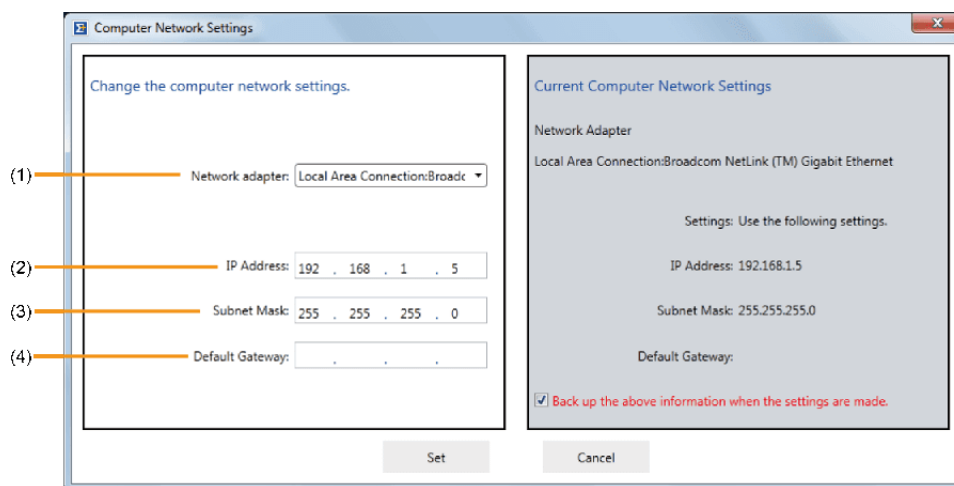 Computer Network Settings
Change the computer network settings.
(1) Network adapter: Local Area Connection:Broadc
(2) IP Address: 192 . 168 . 1 . 5
(3) Subnet Mask: 255 . 255 . 255 . 0
(4) Default Gateway: . . .
Current Computer Network Settings
Network Adapter
Local Area Connection:Broadcom NetLink (TM) Gigabit Ethernet
Settings: Use the following settings.
IP Address: 192.168.1.5
Subnet Mask: 255.255.255.0
Default Gateway:
Back up the above information when the settings are made.
Set
Cancel